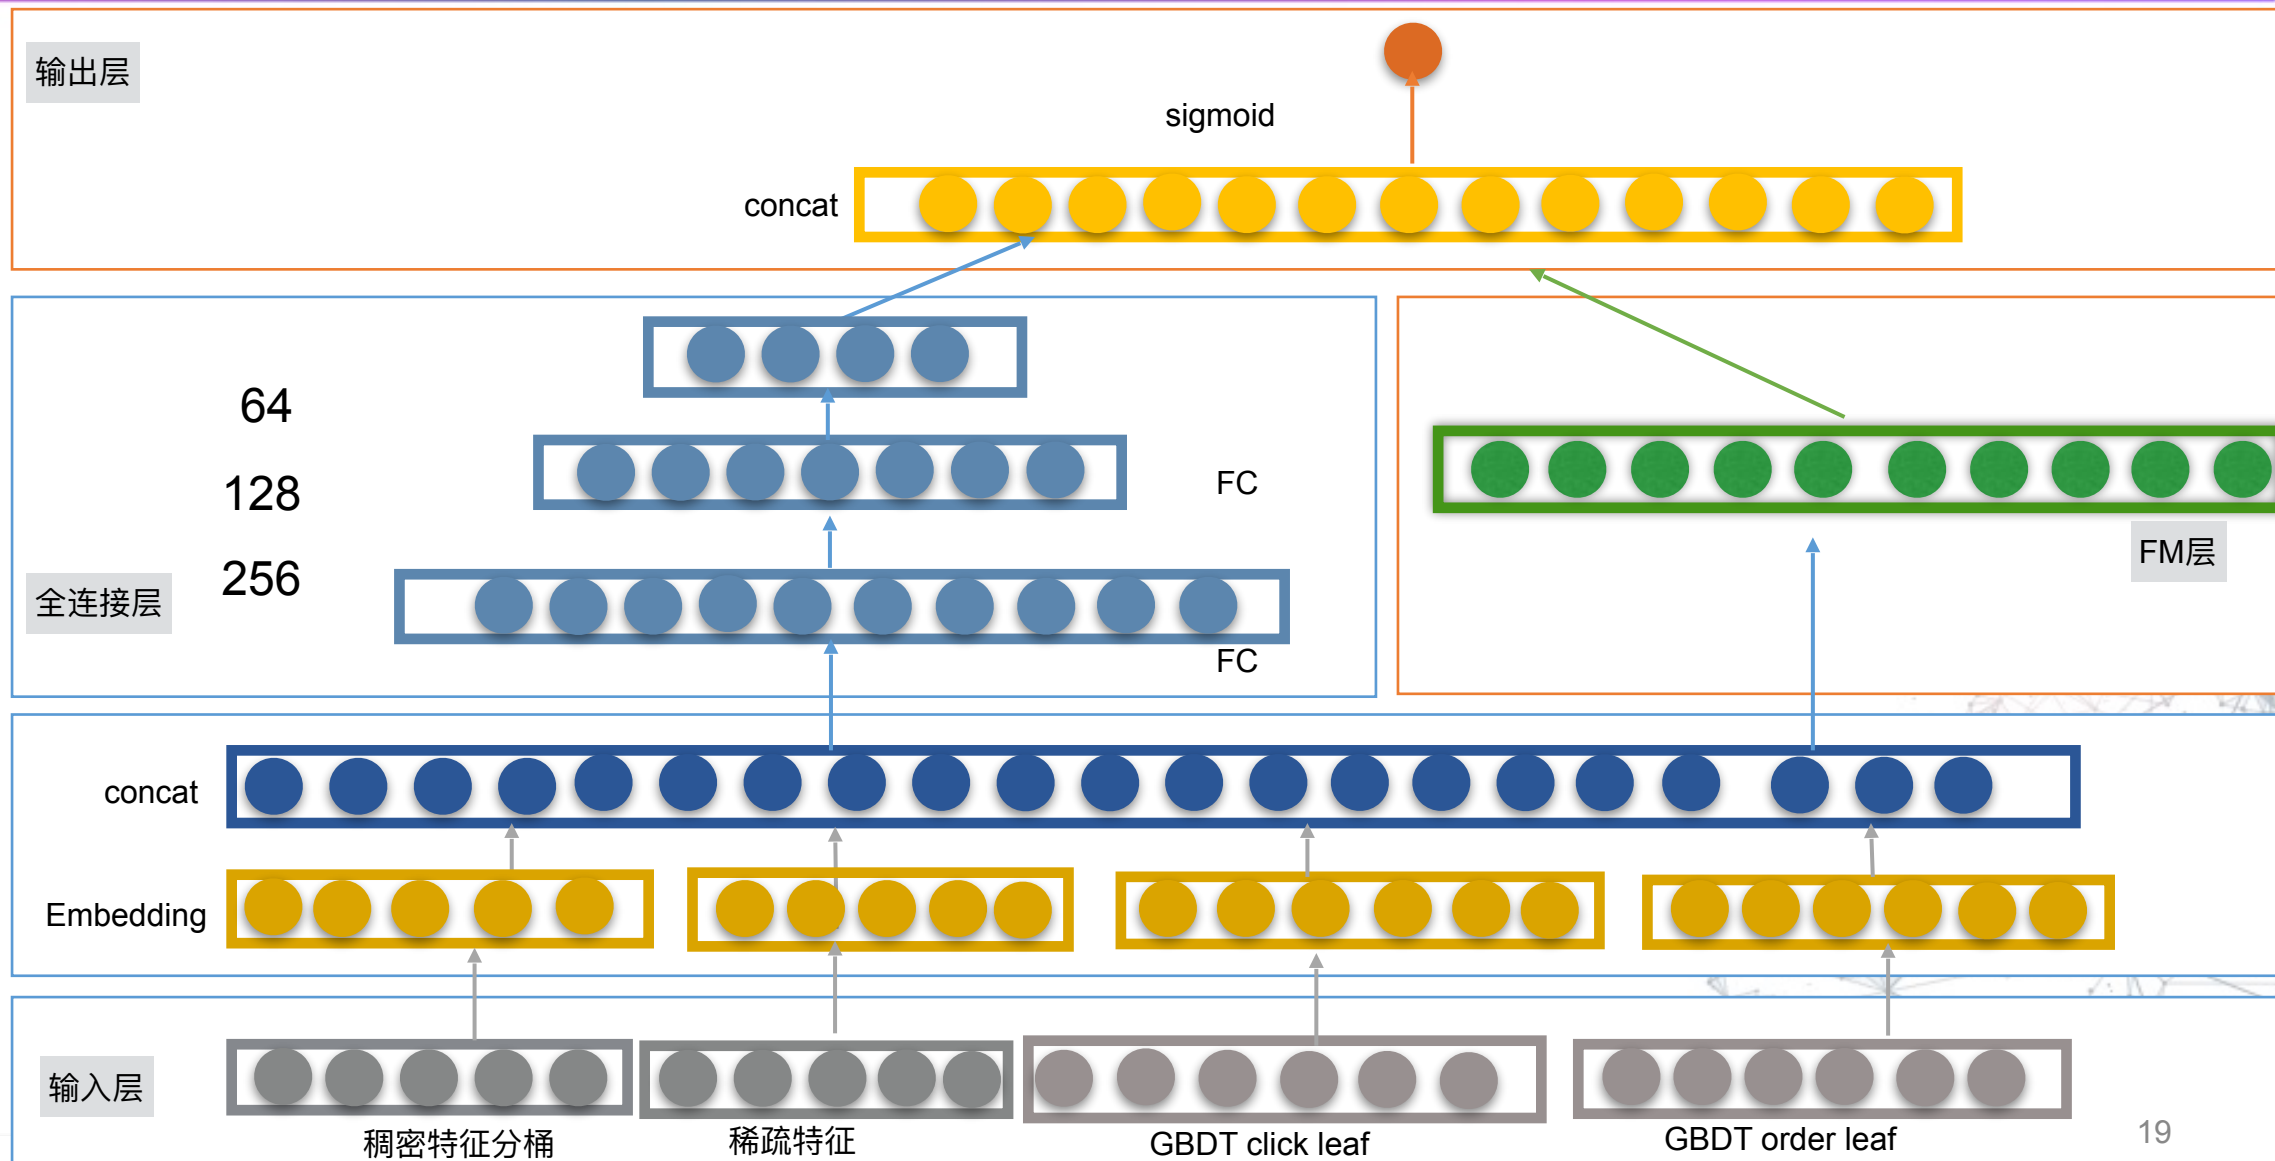 输出层
sigmoid
concat
64
128
FC
FM层
256
全连接层
FC
concat
Embedding
输入层
稠密特征分桶
稀疏特征
GBDT click leaf
GBDT order leaf
19